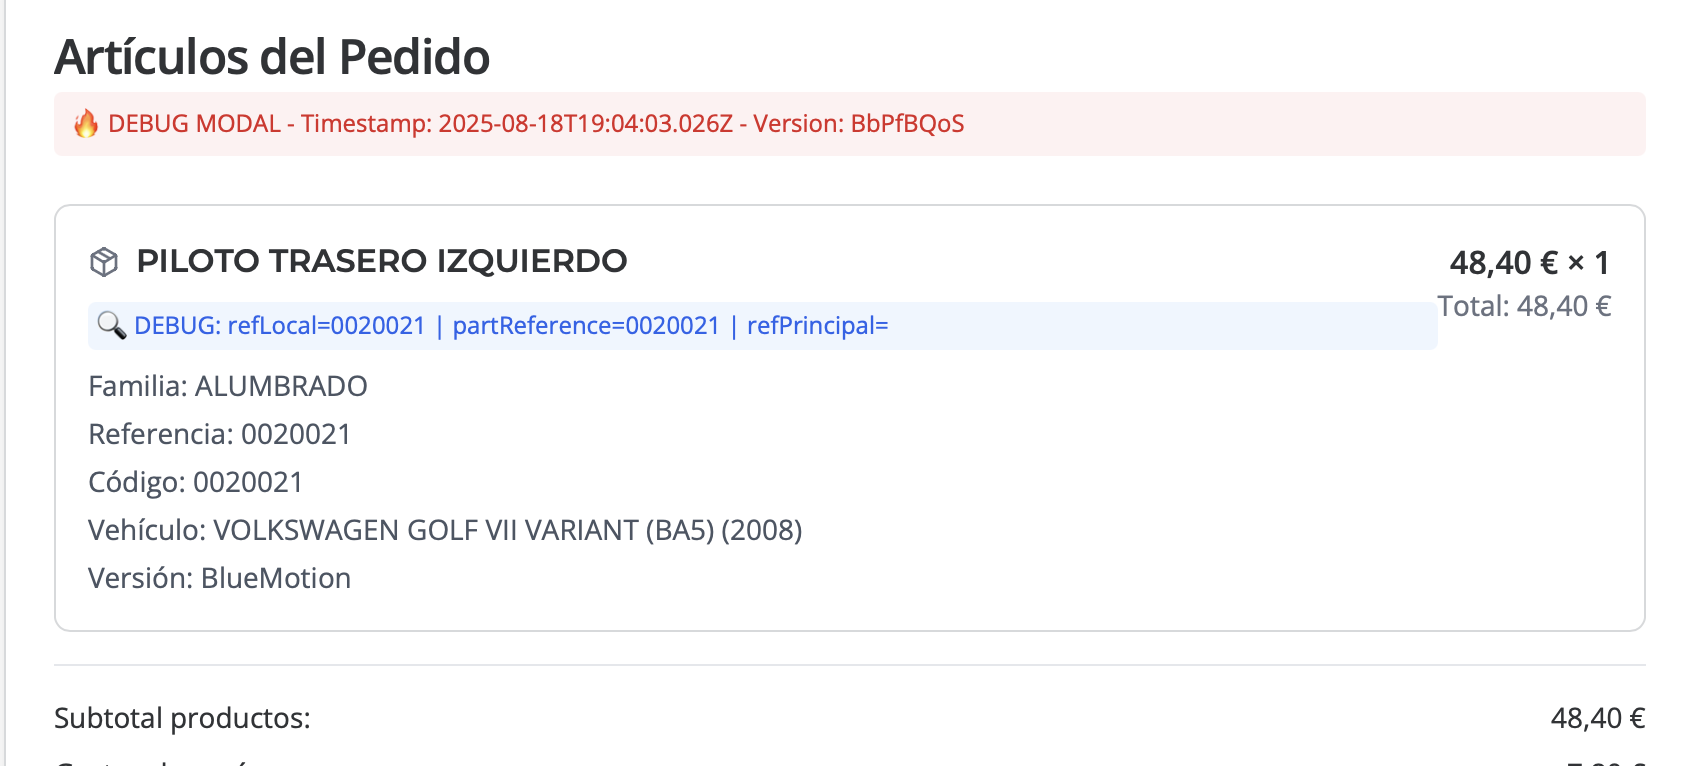 Artículos del Pedido
🔥 DEBUG MODAL - Timestamp: 2025-08-18T19:04:03.026Z - Version: BbPfBQoS
PILOTO TRASERO IZQUIERDO
48,40 € × 1
Total: 48,40 €
🔍 DEBUG: refLocal=0020021 | partReference=0020021 | refPrincipal=
Familia: ALUMBRADO
Referencia: 0020021
Código: 0020021
Vehículo: VOLKSWAGEN GOLF VII VARIANT (BA5) (2008)
Versión: BlueMotion
Subtotal productos:
48,40 €